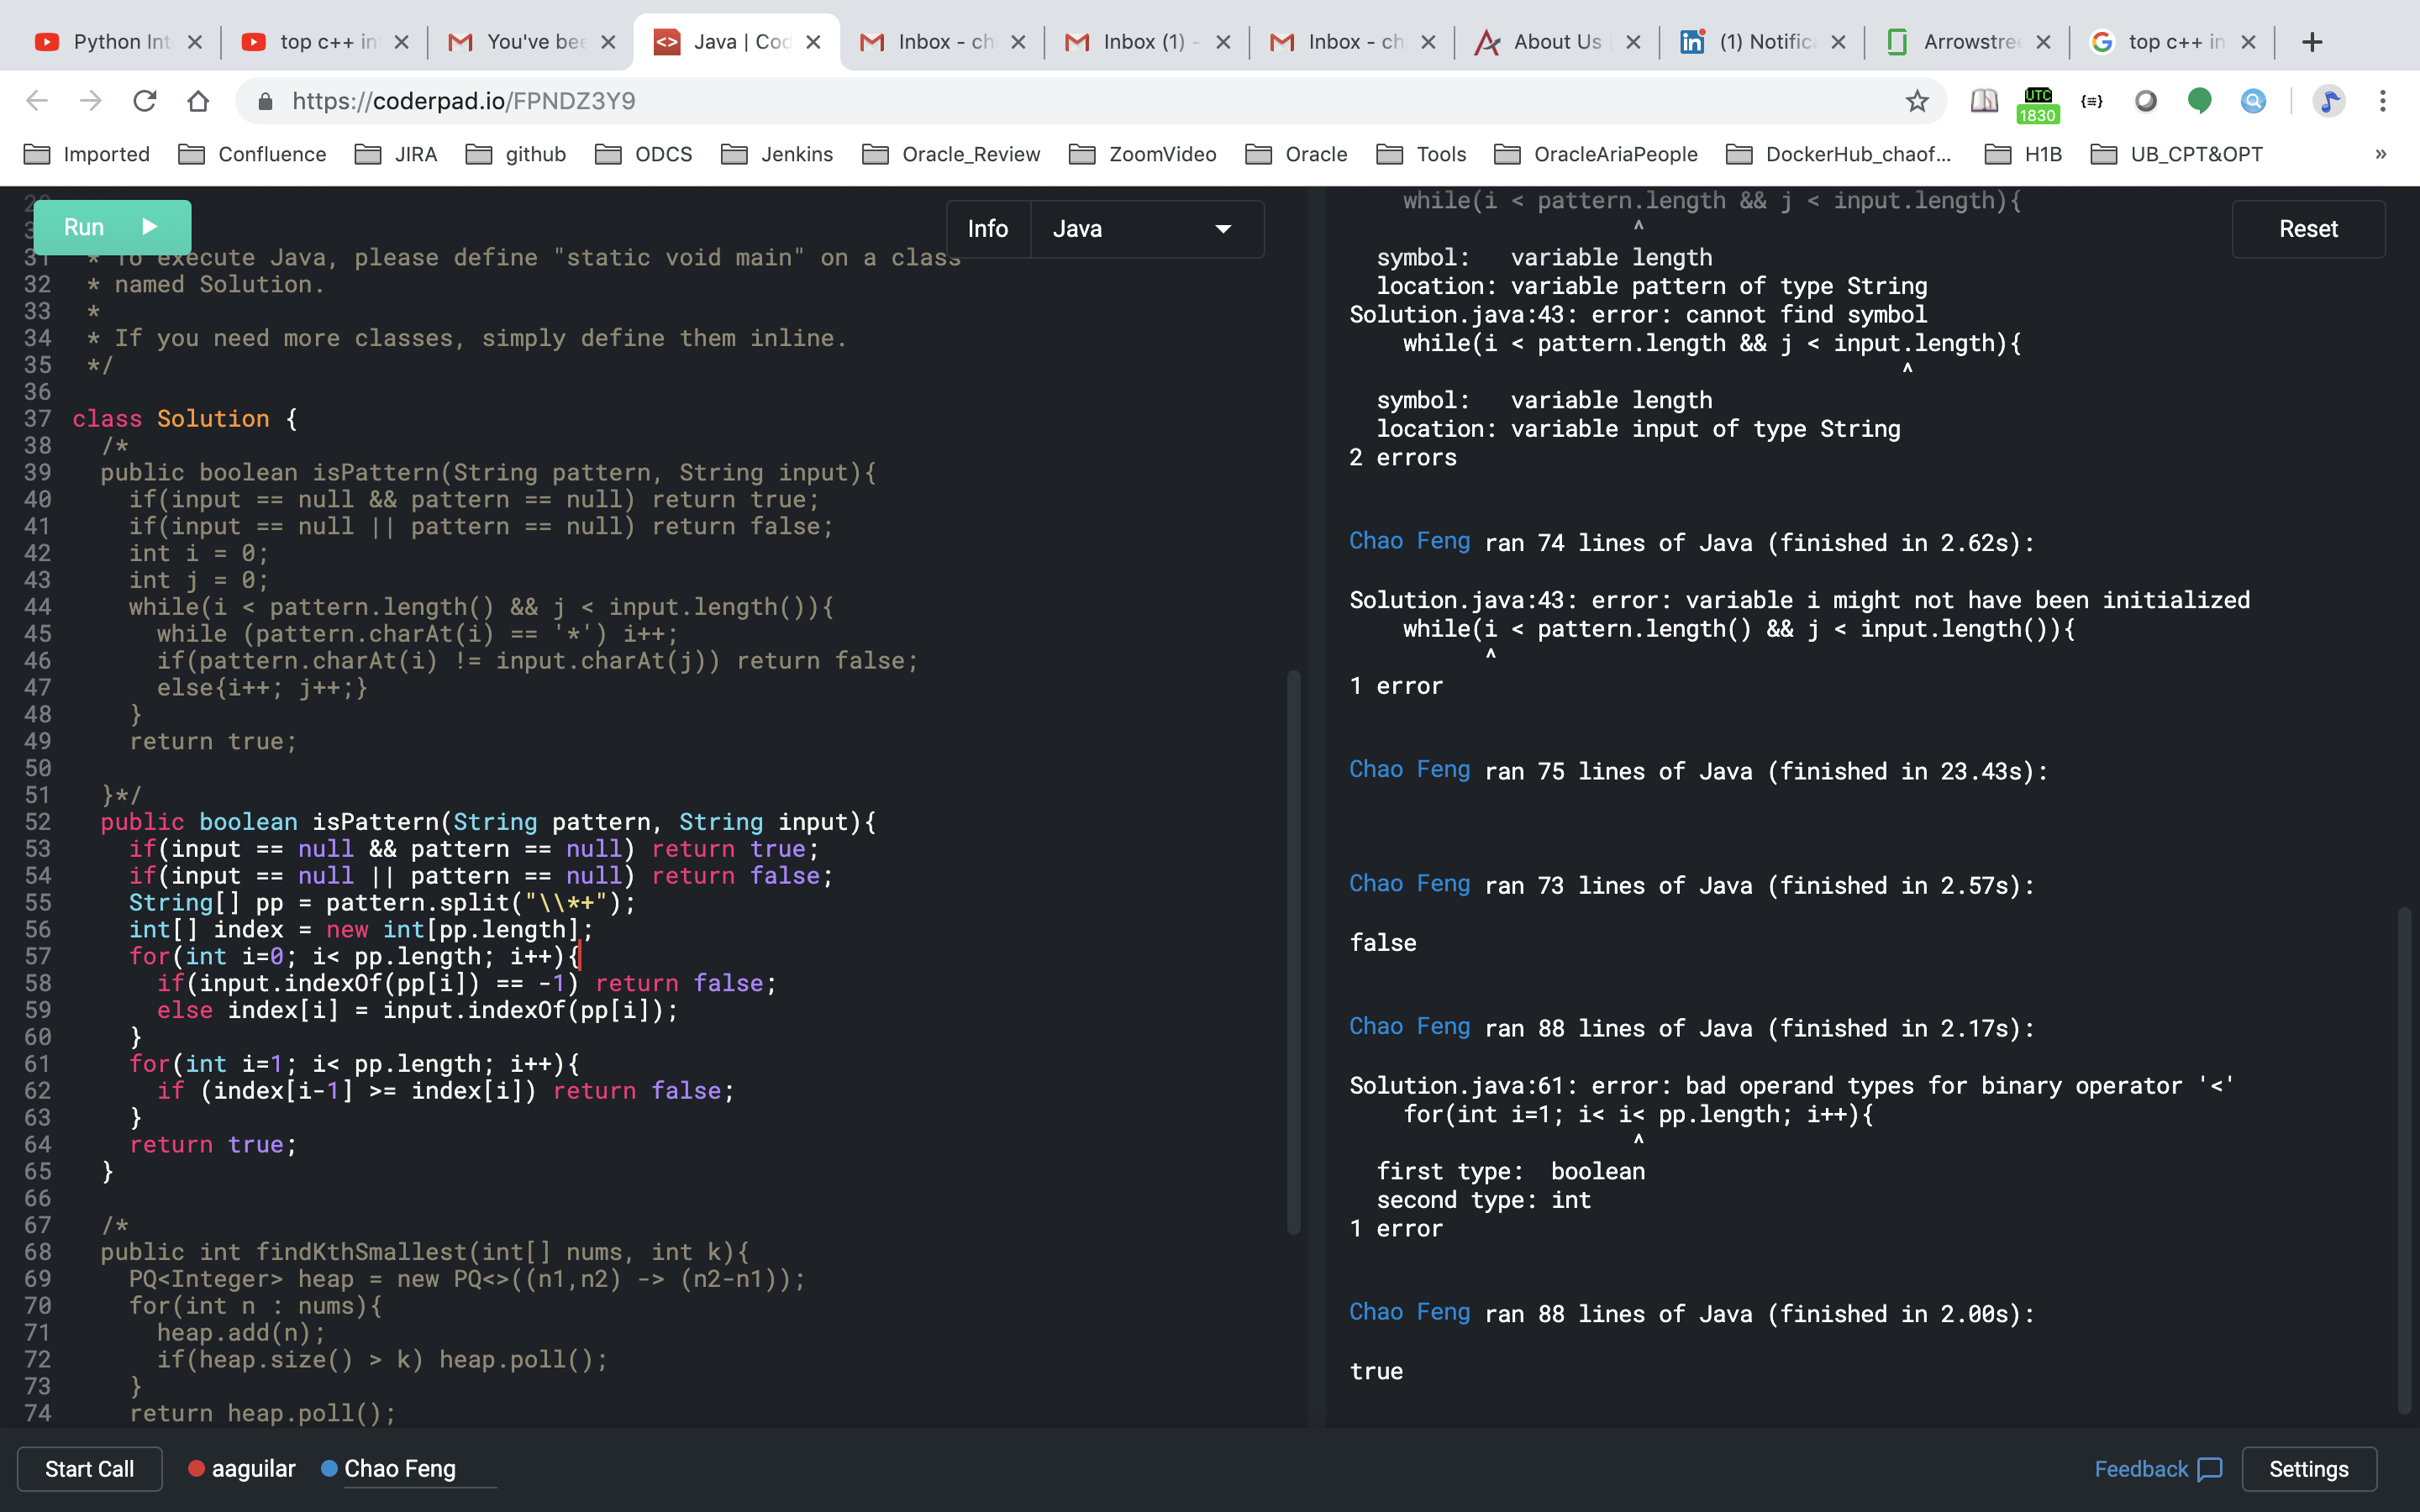 Python Int
top c++ in
You've bee
Java | Cod
Inbox - ch
Inbox (1) -
Inbox - ch
About Us
(1) Notific
Arrowstre
top c++ in
https://coderpad.io/FPNDZ3Y9
UTC
1830
Imported
Confluence
JIRA
github
ODCS
Jenkins
Oracle_Review
ZoomVideo
Oracle
Tools
OracleAriaPeople
DockerHub_chaof...
H1B
UB_CPT&OPT
»
Run
Info
Java
31 * To execute Java, please define "static void main" on a class
32 * named Solution.
33 *
34 * If you need more classes, simply define them inline.
35 */
36
37 class Solution {
38 /*
39 public boolean isPattern(String pattern, String input){
40 if(input == null && pattern == null) return true;
41 if(input == null || pattern == null) return false;
42 int i = 0;
43 int j = 0;
44 while(i < pattern.length() && j < input.length()){
45 while (pattern.charAt(i) == '*') i++;
46 if(pattern.charAt(i) != input.charAt(j)) return false;
47 else{i++; j++;}
48 }
49 return true;
50
51 }*/
52 public boolean isPattern(String pattern, String input){
53 if(input == null && pattern == null) return true;
54 if(input == null || pattern == null) return false;
55 String[] pp = pattern.split("\\*+");
56 int[] index = new int[pp.length];
57 for(int i=0; i< pp.length; i++){
58 if(input.indexOf(pp[i]) == -1) return false;
59 else index[i] = input.indexOf(pp[i]);
60 }
61 for(int i=1; i< pp.length; i++){
62 if (index[i-1] >= index[i]) return false;
63 }
64 return true;
65 }
66
67 /*
68 public int findKthSmallest(int[] nums, int k){
69 PQ<Integer> heap = new PQ<>((n1,n2) -> (n2-n1));
70 for(int n : nums){
71 heap.add(n);
72 if(heap.size() > k) heap.poll();
73 }
74 return heap.poll();
Reset
while(i < pattern.length && j < input.length){
^
symbol: variable length
location: variable pattern of type String
Solution.java:43: error: cannot find symbol
while(i < pattern.length && j < input.length){
^
symbol: variable length
location: variable input of type String
2 errors
Chao Feng ran 74 lines of Java (finished in 2.62s):
Solution.java:43: error: variable i might not have been initialized
while(i < pattern.length() && j < input.length()){
^
1 error
Chao Feng ran 75 lines of Java (finished in 23.43s):
Chao Feng ran 73 lines of Java (finished in 2.57s):
false
Chao Feng ran 88 lines of Java (finished in 2.17s):
Solution.java:61: error: bad operand types for binary operator '<'
for(int i=1; i< i< pp.length; i++){
^
first type: boolean
second type: int
1 error
Chao Feng ran 88 lines of Java (finished in 2.00s):
true
Start Call
aaguilar
Chao Feng
Feedback
Settings